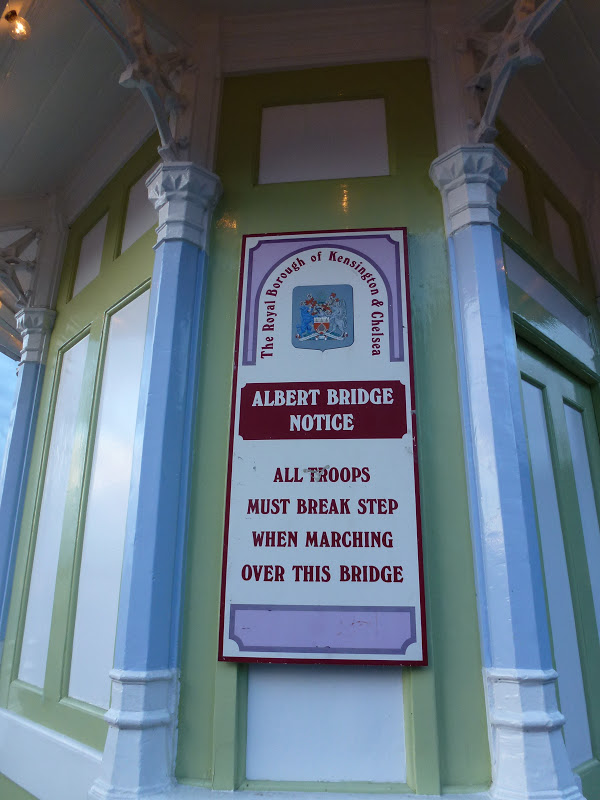 The Royal Borough of Kensington & Chelsea
ALBERT BRIDGE
NOTICE
ALL TROOPS
MUST BREAK STEP
WHEN MARCHING
OVER THIS BRIDGE